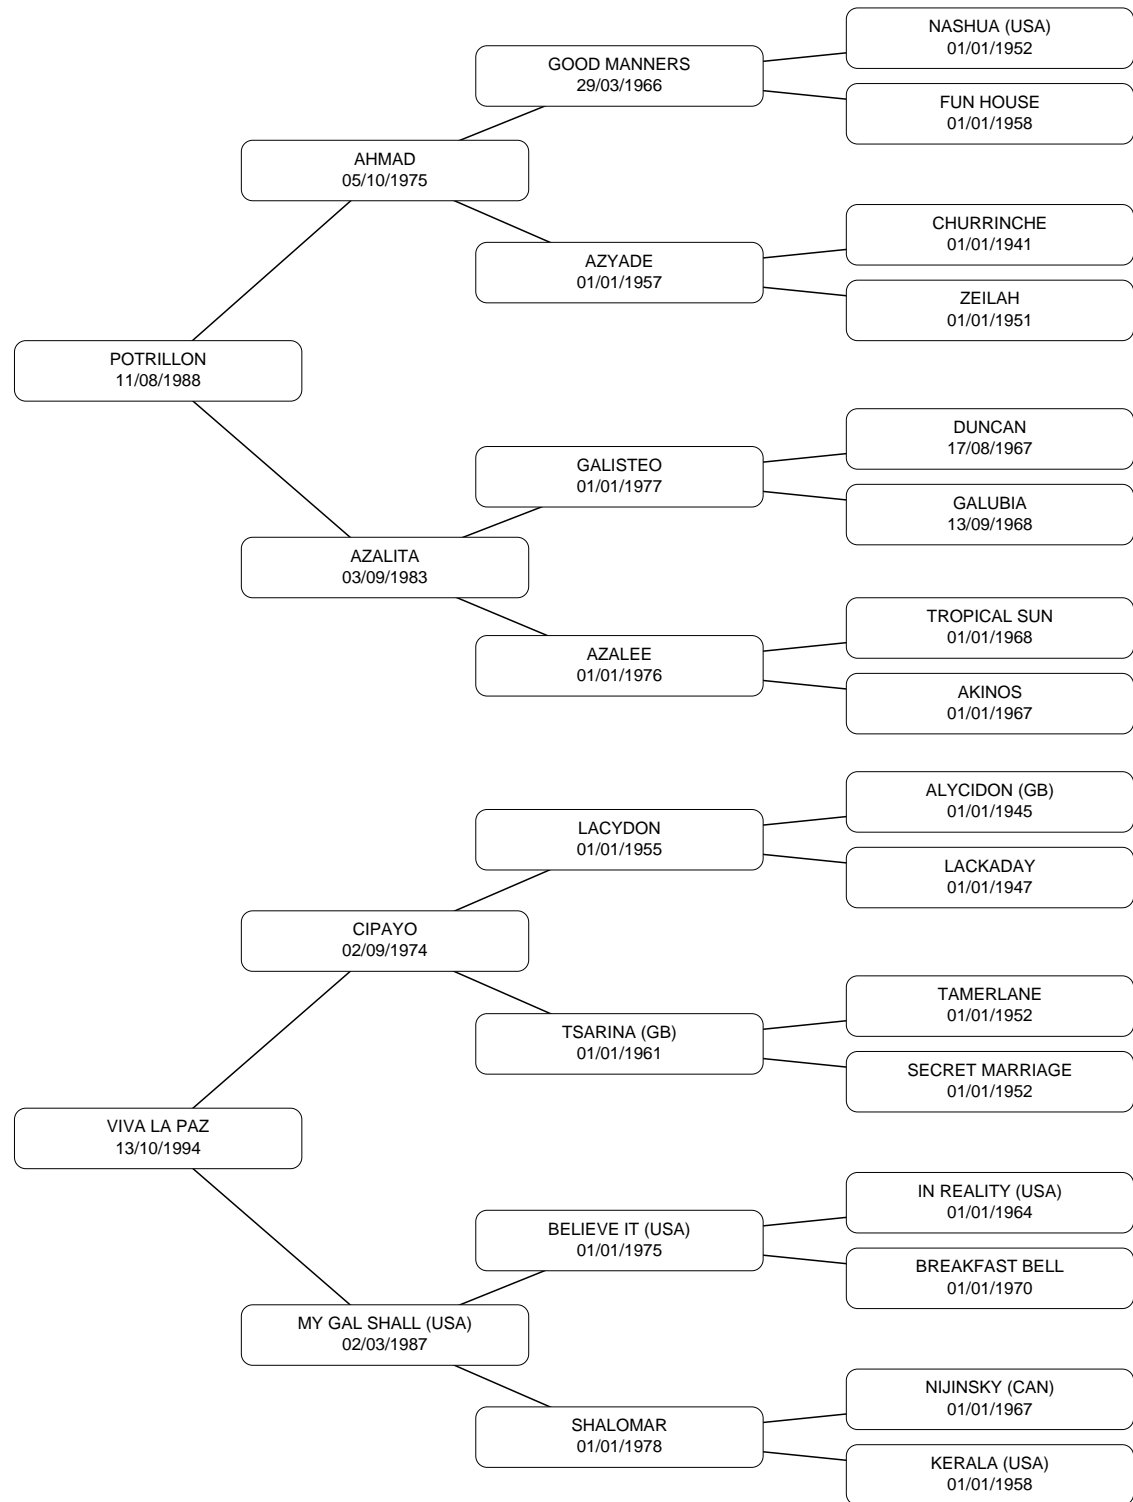 NASHUA (USA)
01/01/1952
GOOD MANNERS
29/03/1966
FUN HOUSE
01/01/1958
AHMAD
05/10/1975
CHURRINCHE
01/01/1941
AZYADE
01/01/1957
ZEILAH
01/01/1951
POTRILLON
11/08/1988
DUNCAN
17/08/1967
GALISTEO
01/01/1977
GALUBIA
13/09/1968
AZALITA
03/09/1983
TROPICAL SUN
01/01/1968
AZALEE
01/01/1976
AKINOS
01/01/1967
ALYCIDON (GB)
01/01/1945
LACYDON
01/01/1955
LACKADAY
01/01/1947
CIPAYO
02/09/1974
TAMERLANE
01/01/1952
TSARINA (GB)
01/01/1961
SECRET MARRIAGE
01/01/1952
VIVA LA PAZ
13/10/1994
IN REALITY (USA)
01/01/1964
BELIEVE IT (USA)
01/01/1975
BREAKFAST BELL
01/01/1970
MY GAL SHALL (USA)
02/03/1987
NIJINSKY (CAN)
01/01/1967
SHALOMAR
01/01/1978
KERALA (USA)
01/01/1958